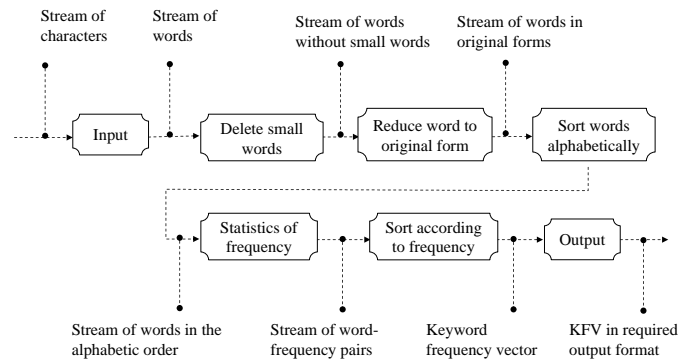 Stream of
characters
Stream of
words
Stream of words
without small words
Stream of words in
original forms
Input
Delete small
words
Reduce word to
original form
Sort words
alphabetically
Statistics of
frequency
Sort according
to frequency
Output
Stream of words in the
alphabetic order
Stream of word-
frequency pairs
Keyword
frequency vector
KFV in required
output format